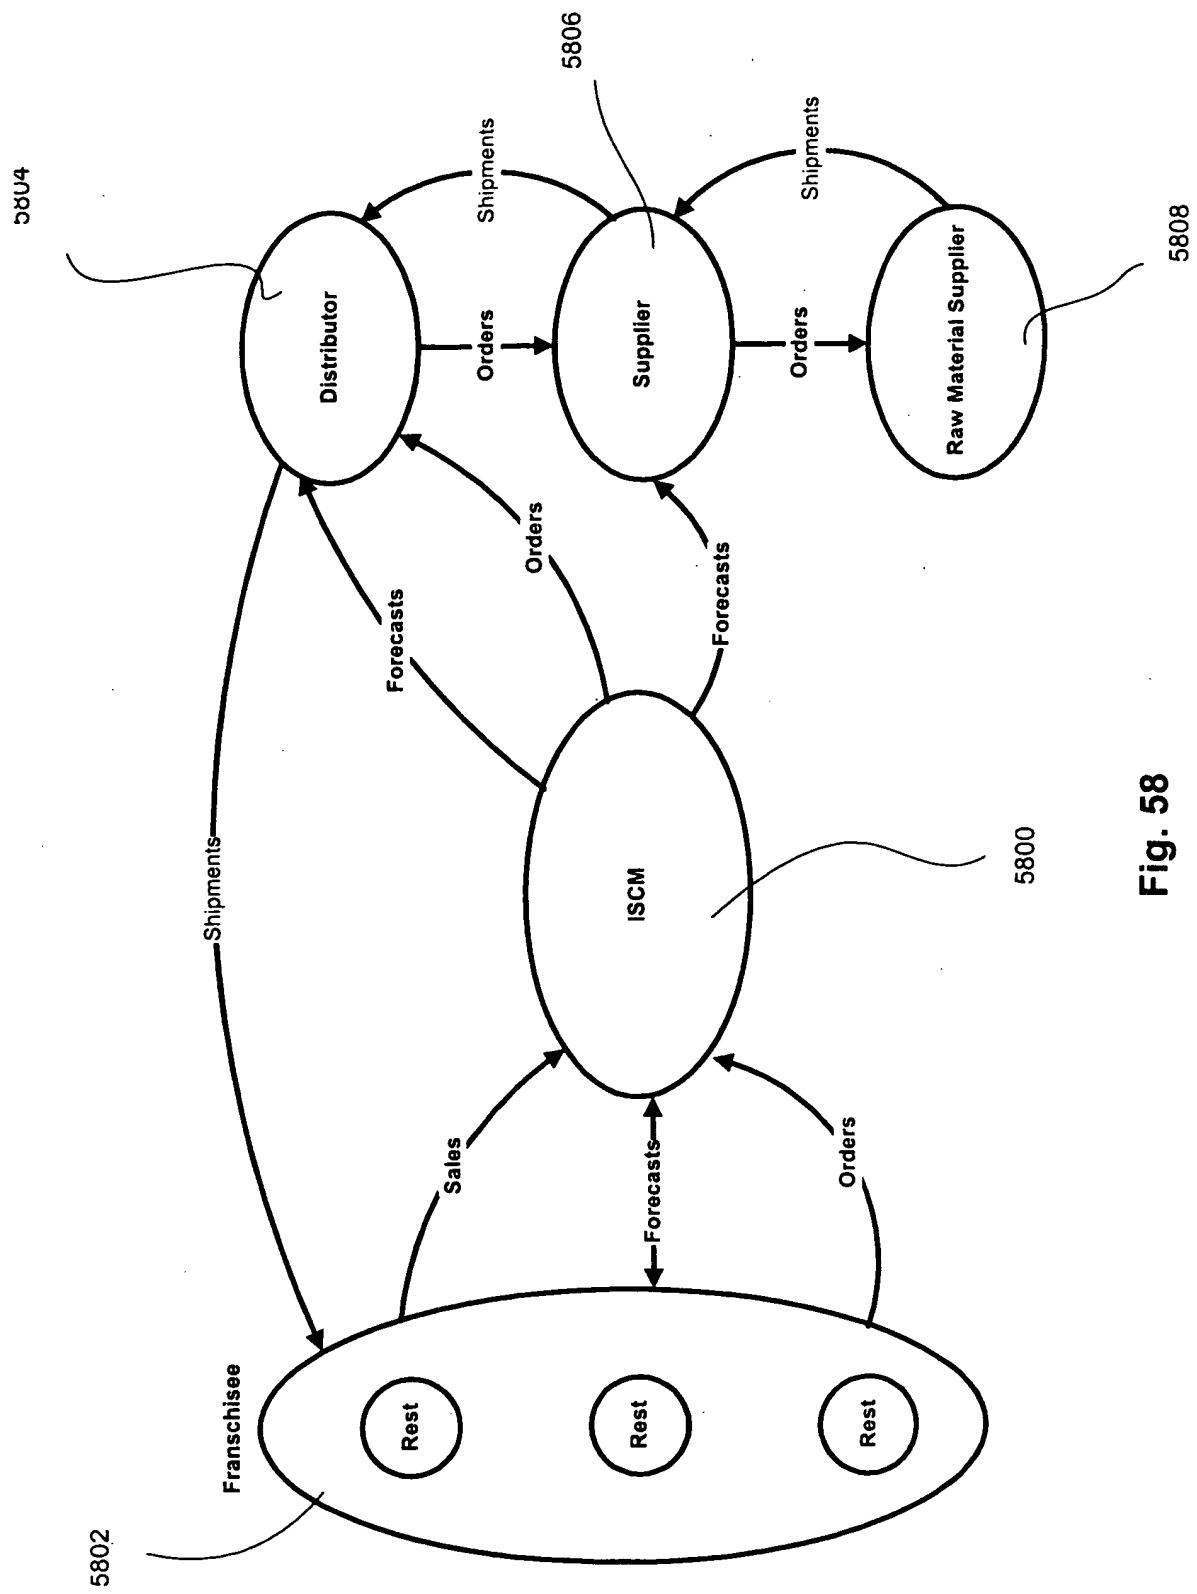 5802
Franschisee
Rest
Rest
Rest
Shipments
Sales
Forecasts
Orders
ISCM
5800
Forecasts
Orders
Forecasts
5804
Distributor
Orders
Shipments
5806
Supplier
Orders
Shipments
Raw Material Supplier
5808
Fig. 58